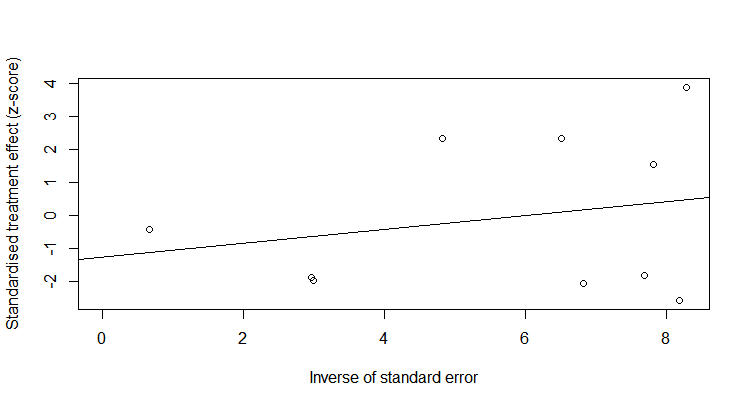 Standardised treatment effect (z-score)
4
3
2
1
0
-1
-2
0 2 4 6 8
Inverse of standard error